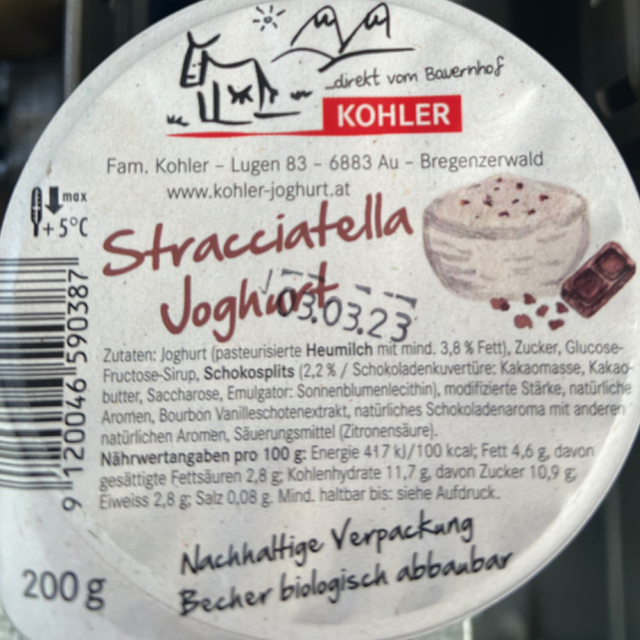 ...direkt vom Bauernhof
KOHLER
Fam. Kohler – Lugen 83 – 6883 Au – Bregenzerwald
www.kohler-joghurt.at
max
+5°C
Stracciatella
Joghurt
03.03.23
Zutaten: Joghurt (pasteurisierte Heumilch mit mind. 3,8 % Fett), Zucker, Glucose-
Fructose-Sirup, Schokosplits (2,2 % / Schokoladenkuvertüre: Kakaomasse, Kakao-
butter, Saccharose, Emulgator: Sonnenblumenlecithin), modifizierte Stärke, natürliche
Aromen, Bourbon Vanilleschotenextrakt, natürliches Schokoladenaroma mit anderen
natürlichen Aromen, Säuerungsmittel (Zitronensäure).
Nährwertangaben pro 100 g: Energie 417 kJ/100 kcal; Fett 4,6 g, davon
gesättigte Fettsäuren 2,8 g; Kohlenhydrate 11,7 g, davon Zucker 10,9 g;
Eiweiss 2,8 g; Salz 0,08 g. Mind. haltbar bis: siehe Aufdruck.
9 120046 590387
Nachhaltige Verpackung
Becher biologisch abbaubar
200 g